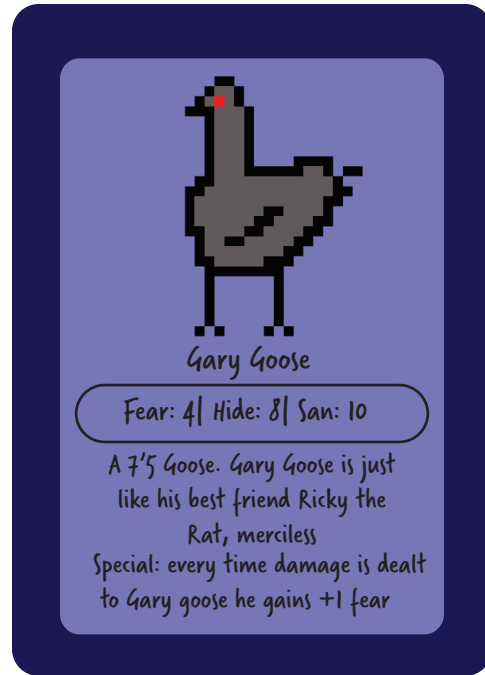 Gary Goose
Fear: 4| Hide: 8| San: 10
A 7'5 Goose. Gary Goose is just
like his best friend Ricky the
Rat, merciless
Special: every time damage is dealt
to Gary goose he gains +1 fear